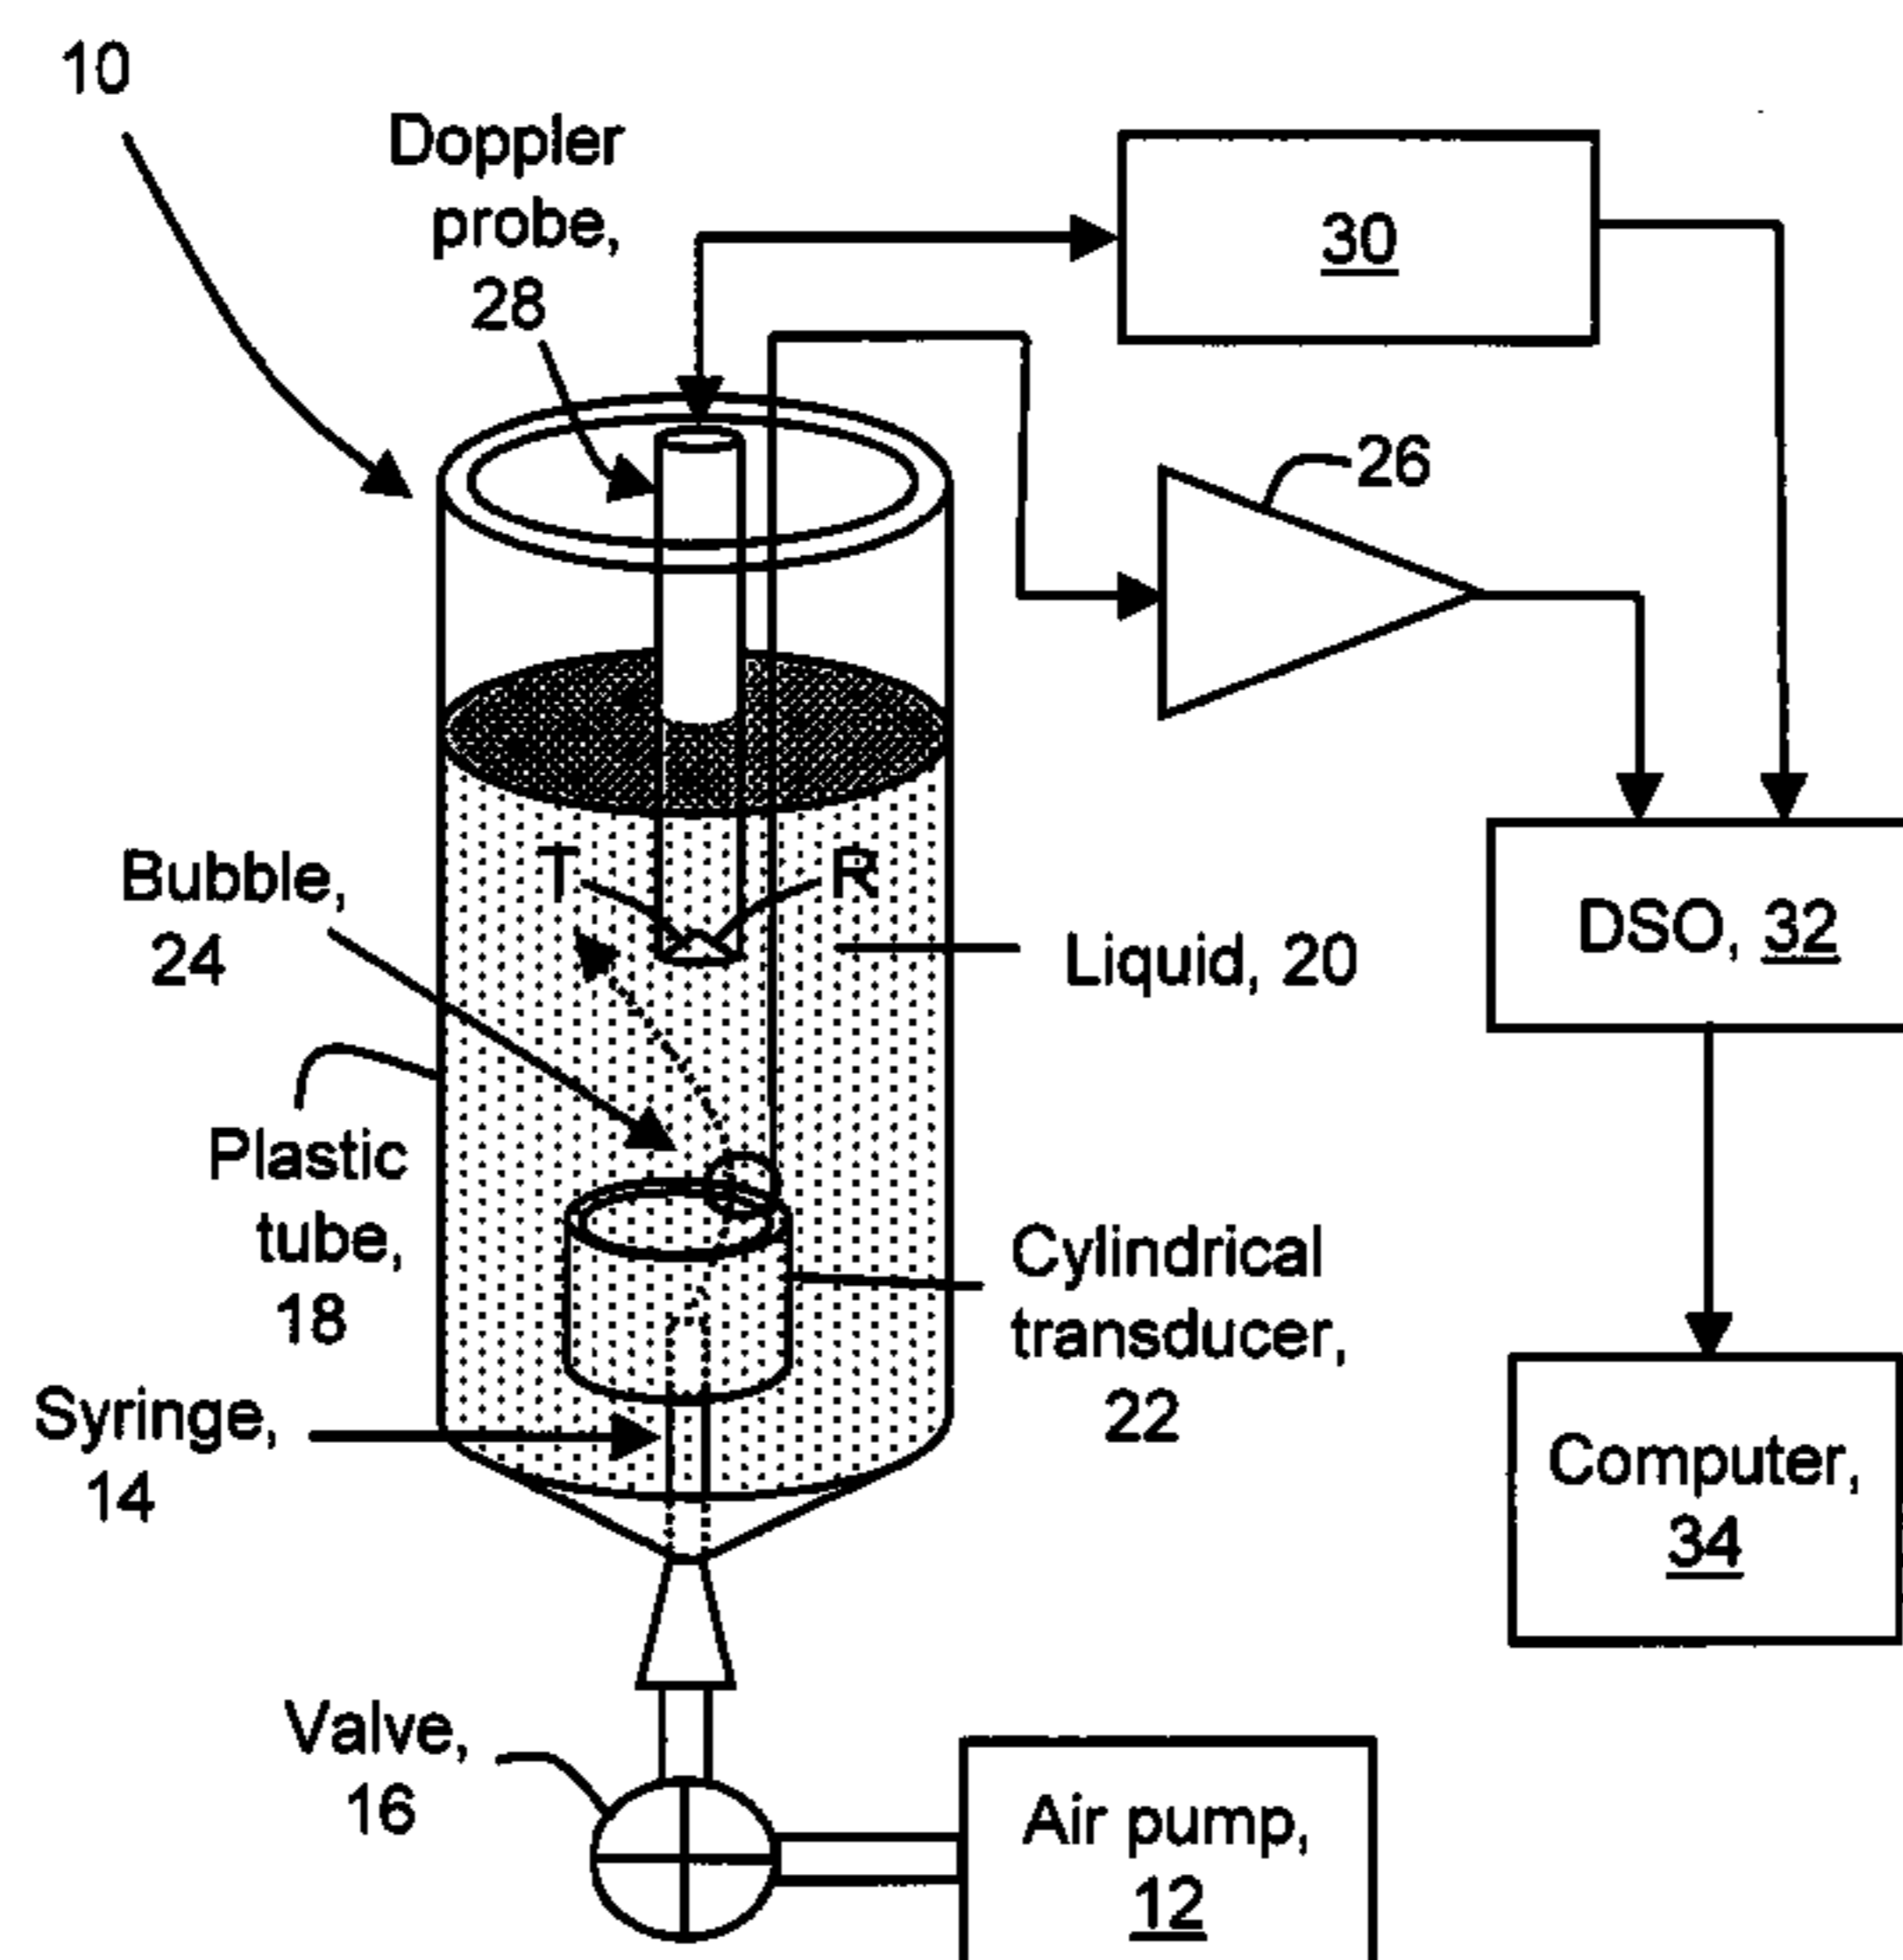 10
Doppler
probe,
28
30
26
T
R
Bubble,
24
Liquid, 20
DSO, 32
Plastic
tube,
18
Cylindrical
transducer,
22
Syringe,
14
Computer,
34
Valve,
16
Air pump,
12